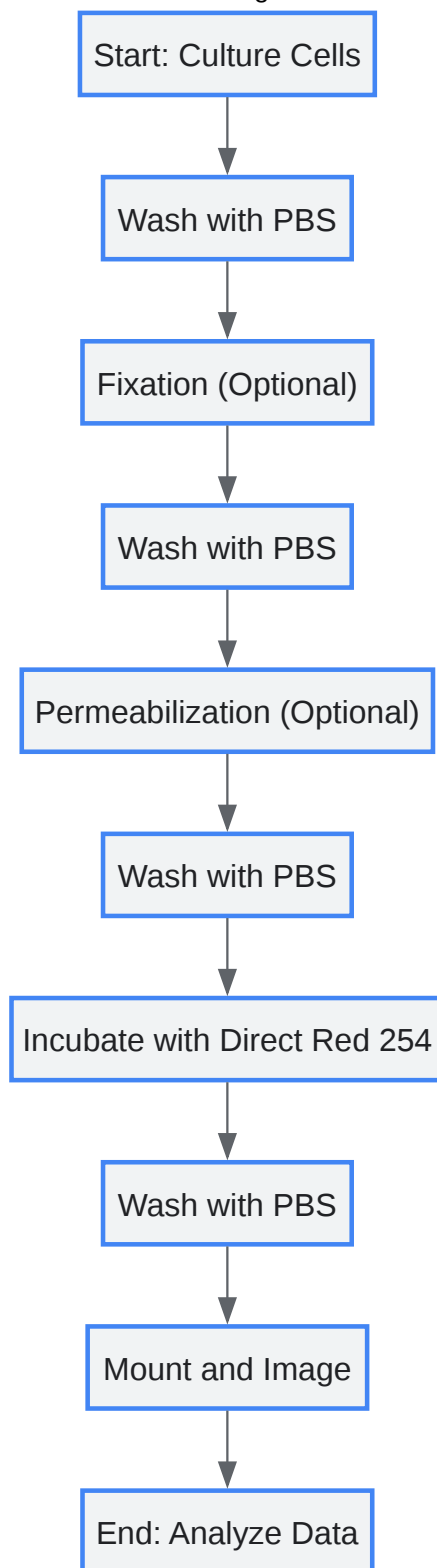 Start: Culture Cells
Wash with PBS
Fixation (Optional)
Wash with PBS
Permeabilization (Optional)
Wash with PBS
Incubate with Direct Red 254
Wash with PBS
Mount and Image
End: Analyze Data